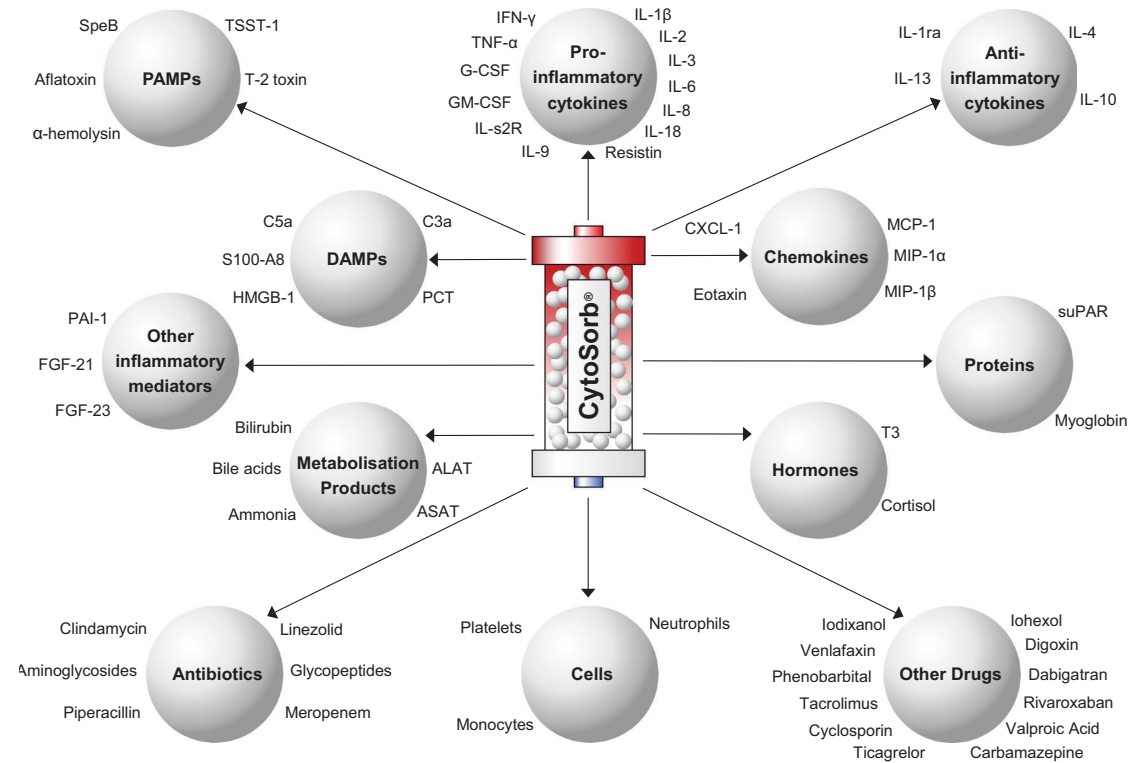 SpeB
TSST-1
Aflatoxin
PAMPs
T-2 toxin
α-hemolysin
IFN-γ
IL-1β
TNF-α
IL-2
Pro-
inflammatory
cytokines
G-CSF
IL-3
IL-6
GM-CSF
IL-8
IL-s2R
IL-18
IL-9
Resistin
IL-1ra
IL-4
Anti-
inflammatory
cytokines
IL-13
IL-10
C5a
C3a
S100-A8
DAMPs
HMGB-1
PCT
CXCL-1
MCP-1
Chemokines
MIP-1α
Eotaxin
MIP-1β
PAI-1
Other
inflammatory
mediators
FGF-21
FGF-23
CytoSorb®
suPAR
Proteins
Myoglobin
Bilirubin
Bile acids
Metabolisation
Products
ALAT
Ammonia
ASAT
T3
Hormones
Cortisol
Clindamycin
Linezolid
Aminoglycosides
Antibiotics
Glycopeptides
Piperacillin
Meropenem
Platelets
Neutrophils
Cells
Monocytes
Iodixanol
Iohexol
Venlafaxin
Digoxin
Phenobarbital
Other Drugs
Dabigatran
Tacrolimus
Rivaroxaban
Cyclosporin
Valproic Acid
Ticagrelor
Carbamazepine